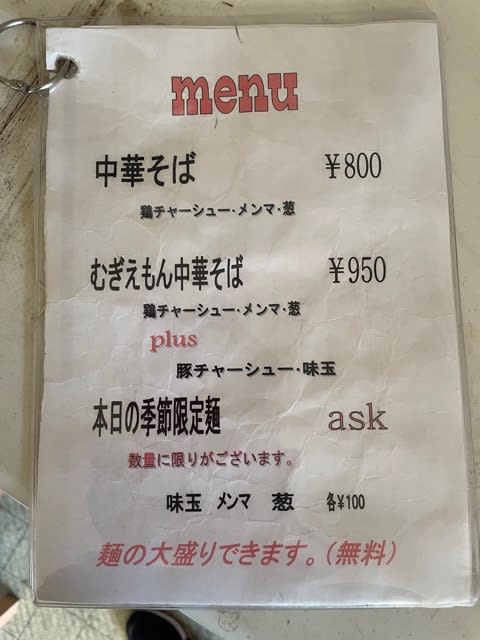 menu
中華そば ¥800
鶏チャーシュー・メンマ・葱
むぎえもん中華そば ¥950
鶏チャーシュー・メンマ・葱
plus
豚チャーシュー・味玉
本日の季節限定麺 ask
数量に限りがございます。
味玉 メンマ 葱 各¥100
麺の大盛りできます。(無料)